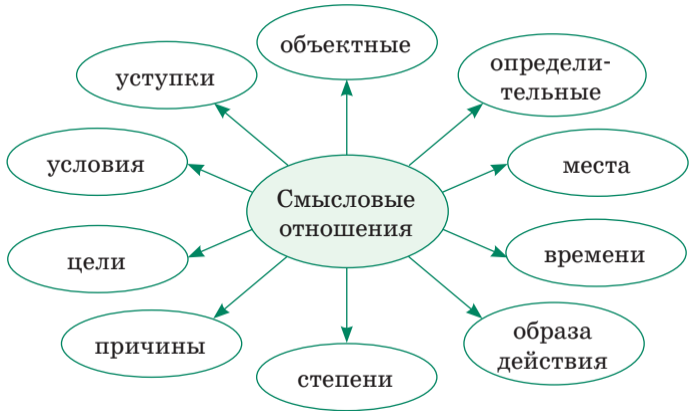 объектные
уступки
определи-
тельные
условия
места
Смысловые
отношения
цели
времени
причины
образа
действия
степени